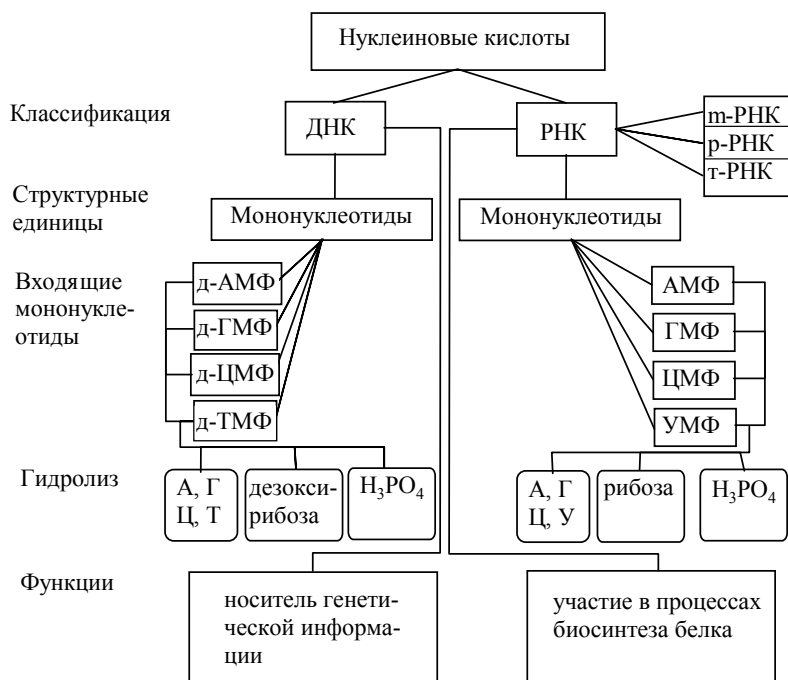 Нуклеиновые кислоты
Классификация
ДНК
РНК
m-РНК
р-РНК
т-РНК
Структурные
единицы
Мононуклеотиды
Мононуклеотиды
Входящие
мононукле-
отиды
д-АМФ
д-ГМФ
д-ЦМФ
д-ТМФ
АМФ
ГМФ
ЦМФ
УМФ
Гидролиз
А, Г
Ц, Т
дезокси-
рибоза
H₃PO₄
А, Г
Ц, У
рибоза
H₃PO₄
Функции
носитель генети-
ческой информа-
ции
участие в процессах
биосинтеза белка